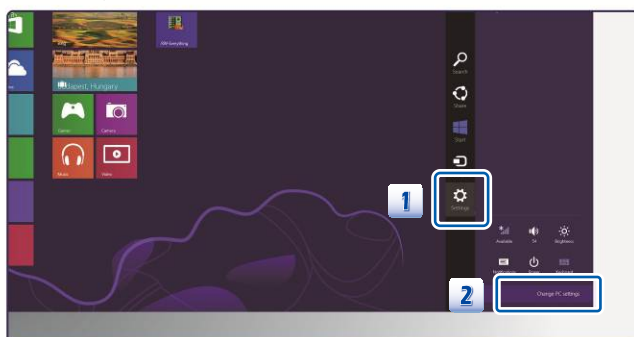 Budapest, Hungary
Games
Camera
Music
Video
Search
Share
Start
1
Settings
Available
Brightness
Notifications
Power
Keyboard
2
Change PC settings